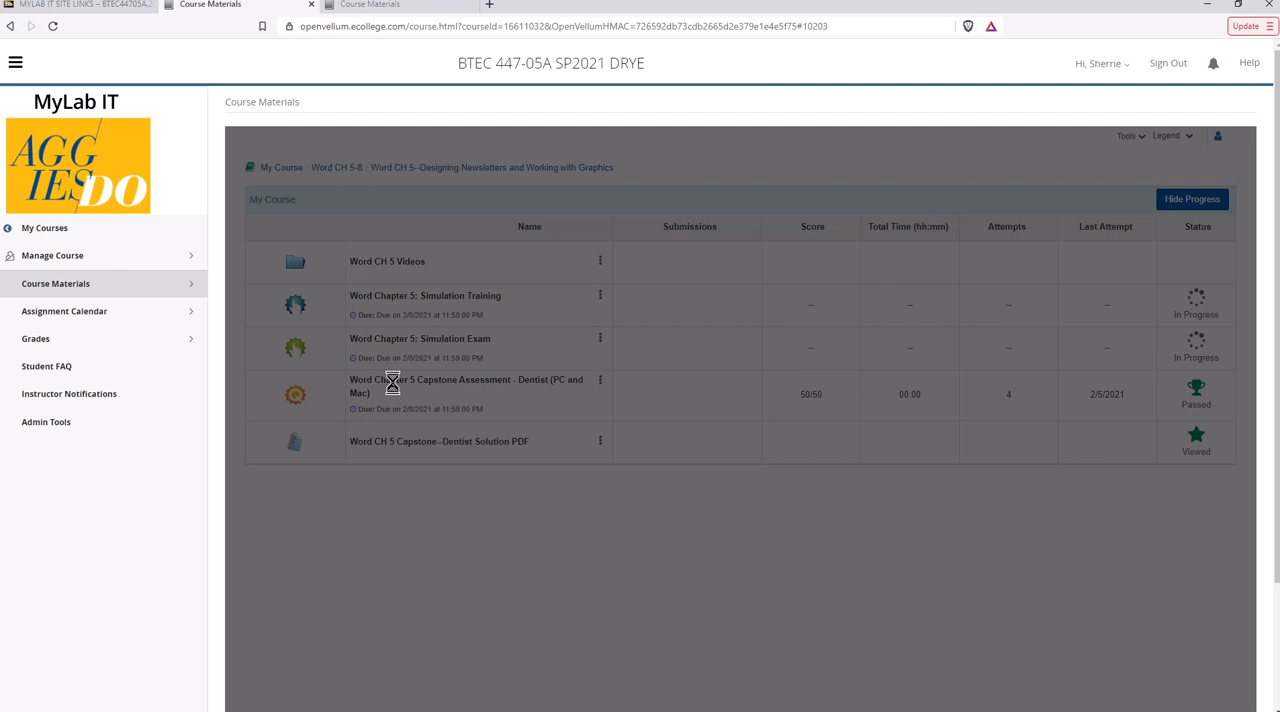 MYLAB IT SITE LINKS – BTEC44705A.2
Course Materials
Course Materials
openvellum.ecollege.com/course.html?courseId=16611032&OpenVellumHMAC=726592db73cdb2665d2e379e1e4e5f75#10203
Update
BTEC 447-05A SP2021 DRYE
Hi, Sherrie
Sign Out
Help
MyLab IT
AGG
IES DO
My Courses
Manage Course
Course Materials
Assignment Calendar
Grades
Student FAQ
Instructor Notifications
Admin Tools
Course Materials
Tools
Legend
My Course
Word CH 5-8
Word CH 5--Designing Newsletters and Working with Graphics
My Course
Hide Progress
Name Submissions Score Total Time (hh:mm) Attempts Last Attempt Status
Word CH 5 Videos
Word Chapter 5: Simulation Training
Due: Due on 2/8/2021 at 11:59:00 PM
-- -- -- -- In Progress
Word Chapter 5: Simulation Exam
Due: Due on 2/8/2021 at 11:59:00 PM
-- -- -- -- In Progress
Word Chapter 5 Capstone Assessment - Dentist (PC and
Mac)
Due: Due on 2/8/2021 at 11:59:00 PM
50/50 00:00 4 2/5/2021 Passed
Word CH 5 Capstone--Dentist Solution PDF
Viewed